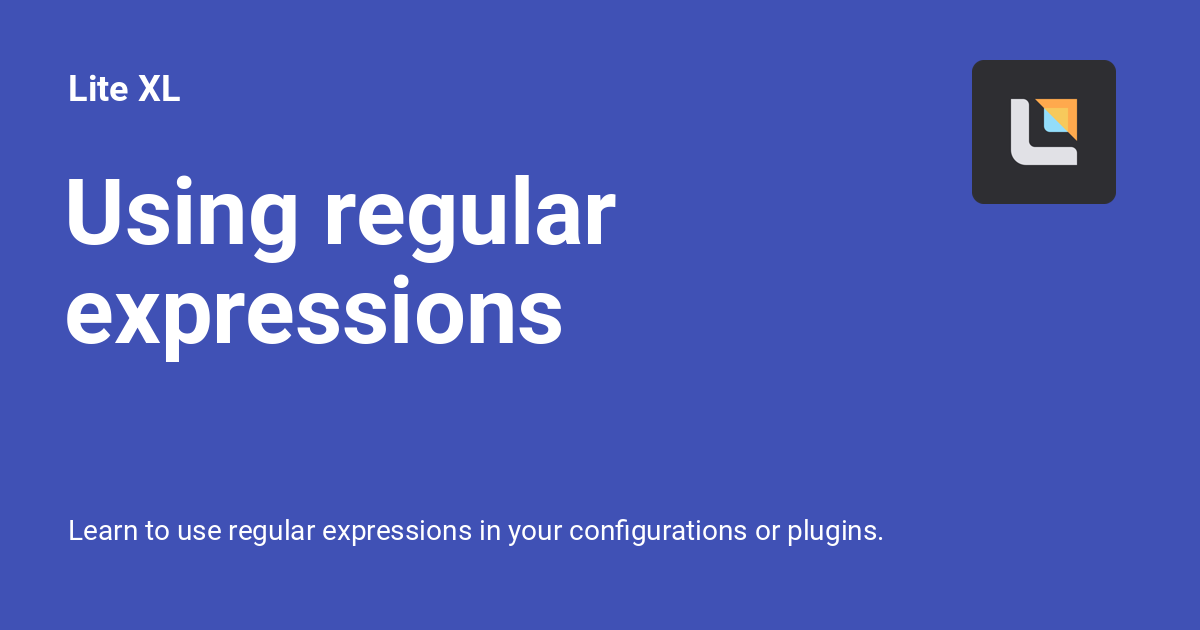 Lite XL
Using regular
expressions
Learn to use regular expressions in your configurations or plugins.